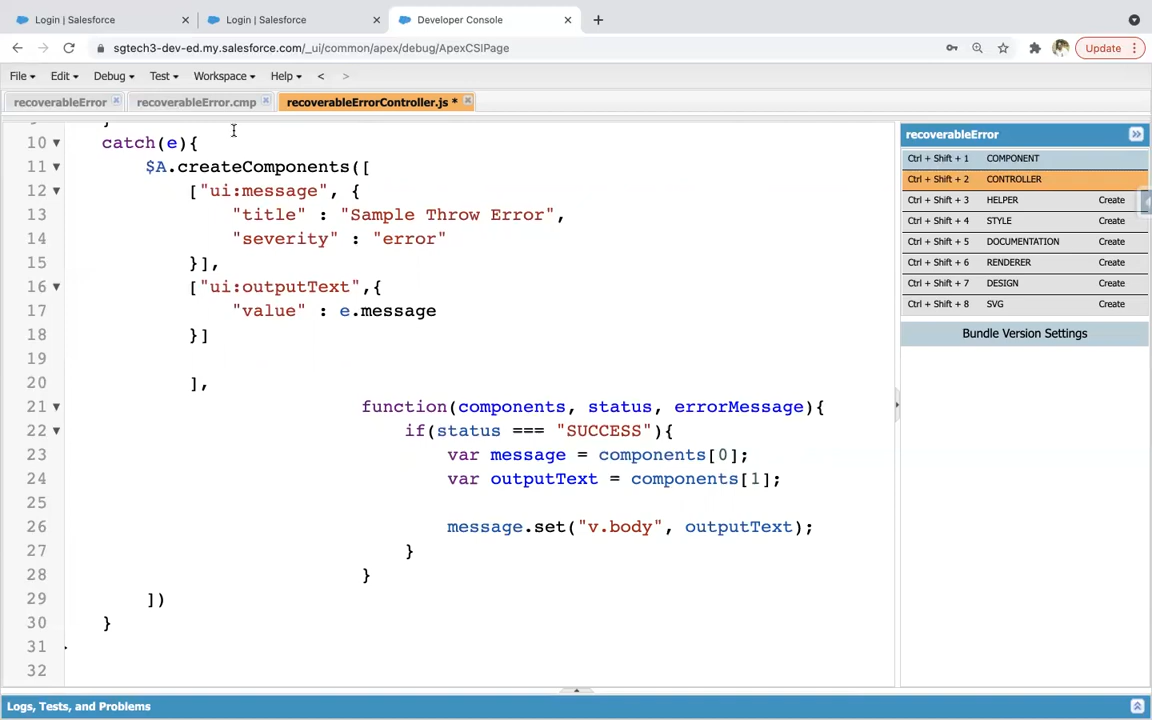 Login | Salesforce
Login | Salesforce
Developer Console
sgtech3-dev-ed.my.salesforce.com/_ui/common/apex/debug/ApexCSIPage
Update
File Edit Debug Test Workspace Help < >
recoverableError
recoverableError.cmp
recoverableErrorController.js *
10 catch(e){
11 $A.createComponents([
12 ["ui:message", {
13 "title" : "Sample Throw Error",
14 "severity" : "error"
15 }],
16 ["ui:outputText",{
17 "value" : e.message
18 }]
19
20 ],
21 function(components, status, errorMessage){
22 if(status === "SUCCESS"){
23 var message = components[0];
24 var outputText = components[1];
25
26 message.set("v.body", outputText);
27 }
28 }
29 ])
30 }
31
32
recoverableError
Ctrl + Shift + 1 COMPONENT
Ctrl + Shift + 2 CONTROLLER
Ctrl + Shift + 3 HELPER Create
Ctrl + Shift + 4 STYLE Create
Ctrl + Shift + 5 DOCUMENTATION Create
Ctrl + Shift + 6 RENDERER Create
Ctrl + Shift + 7 DESIGN Create
Ctrl + Shift + 8 SVG Create
Bundle Version Settings
Logs, Tests, and Problems